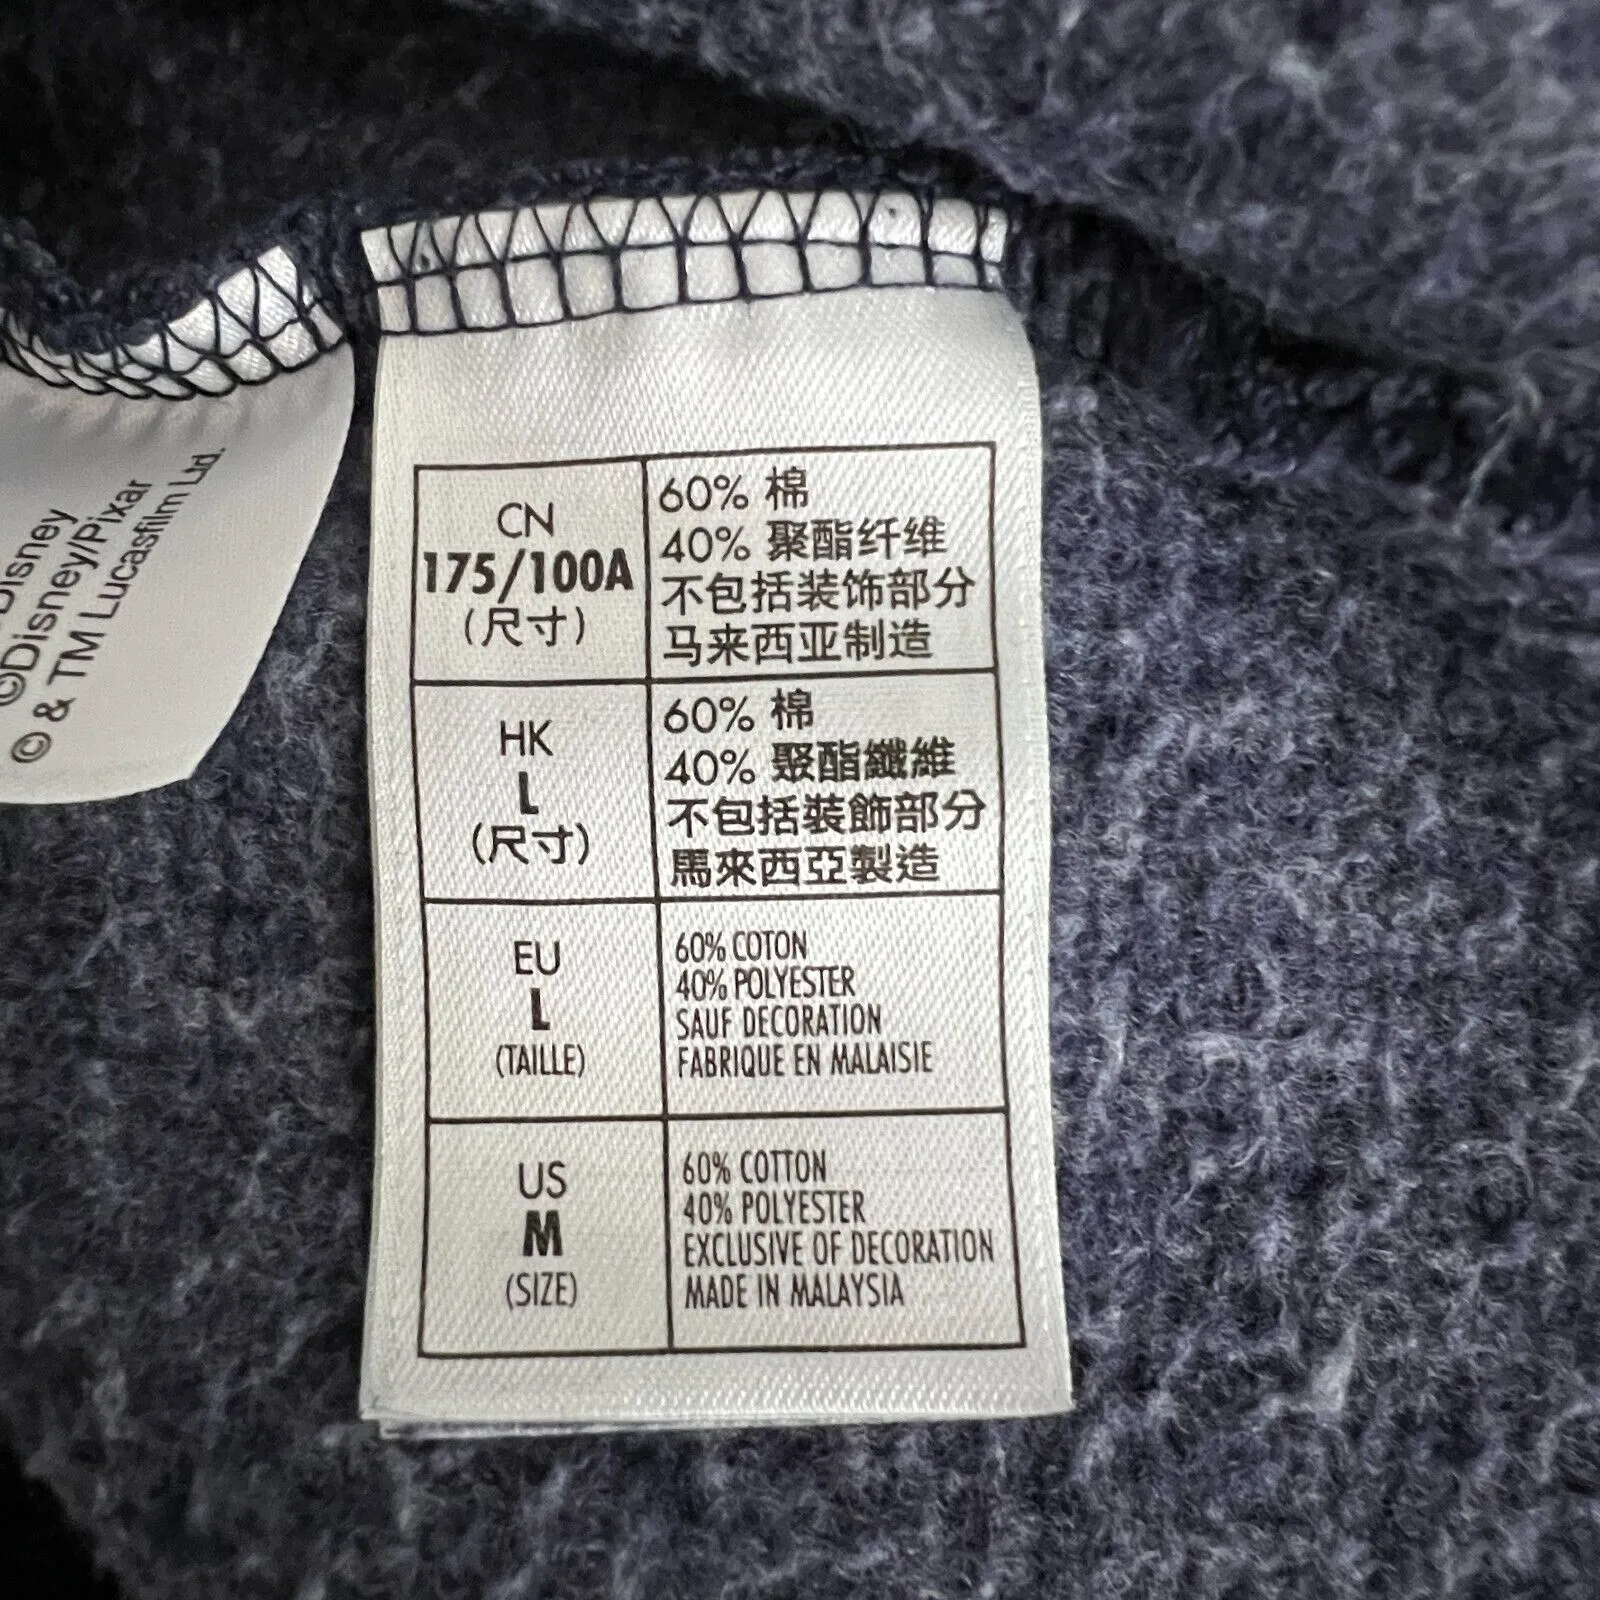 Disney
©Disney/Pixar
© & TM Lucasfilm Ltd.
CN
175/100A
(尺寸)
60% 棉
40% 聚酯纤维
不包括装饰部分
马来西亚制造
HK
L
(尺寸)
60% 棉
40% 聚酯纖維
不包括裝飾部分
馬來西亞製造
EU
L
(TAILLE)
60% COTON
40% POLYESTER
SAUF DECORATION
FABRIQUE EN MALAISIE
US
M
(SIZE)
60% COTTON
40% POLYESTER
EXCLUSIVE OF DECORATION
MADE IN MALAYSIA